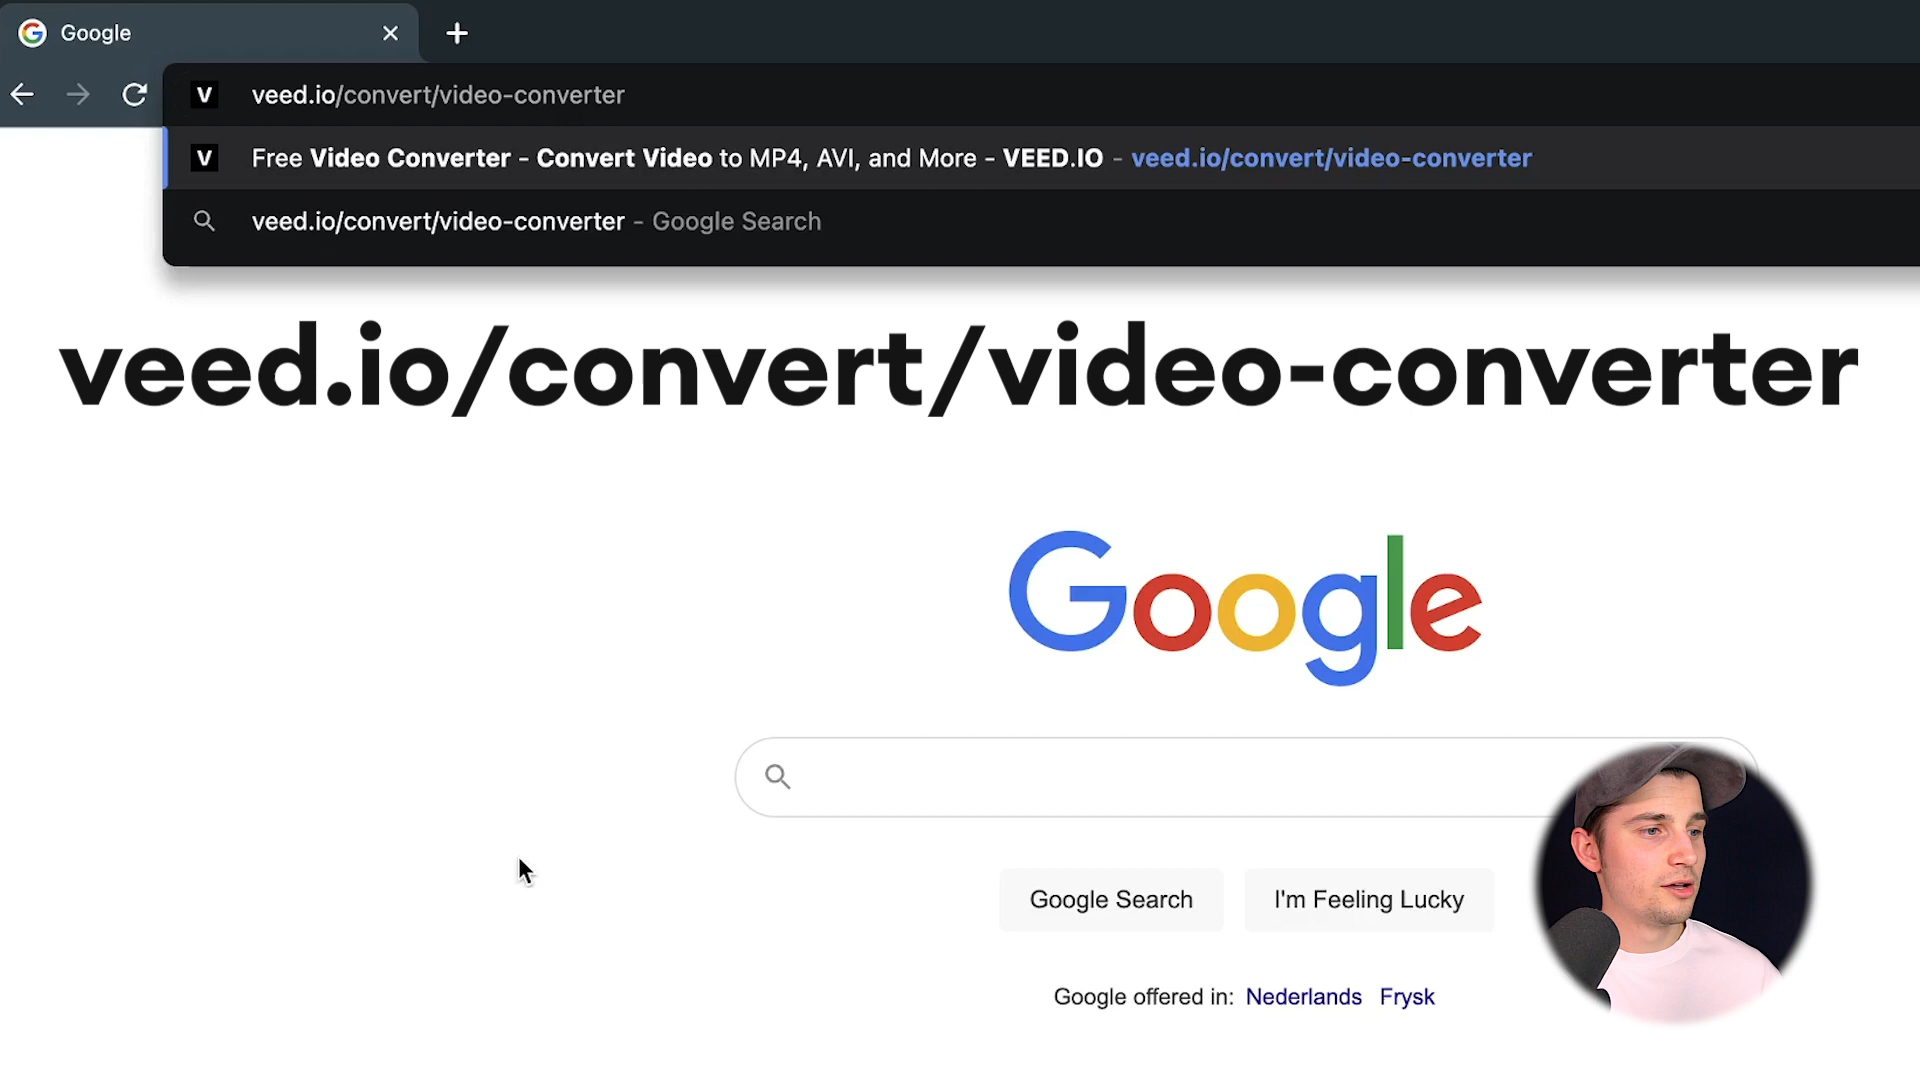 Google
veed.io/convert/video-converter
Free Video Converter - Convert Video to MP4, AVI, and More - VEED.IO - veed.io/convert/video-converter
veed.io/convert/video-converter - Google Search
veed.io/convert/video-converter
Google
Google Search I'm Feeling Lucky
Google offered in: Nederlands Frysk